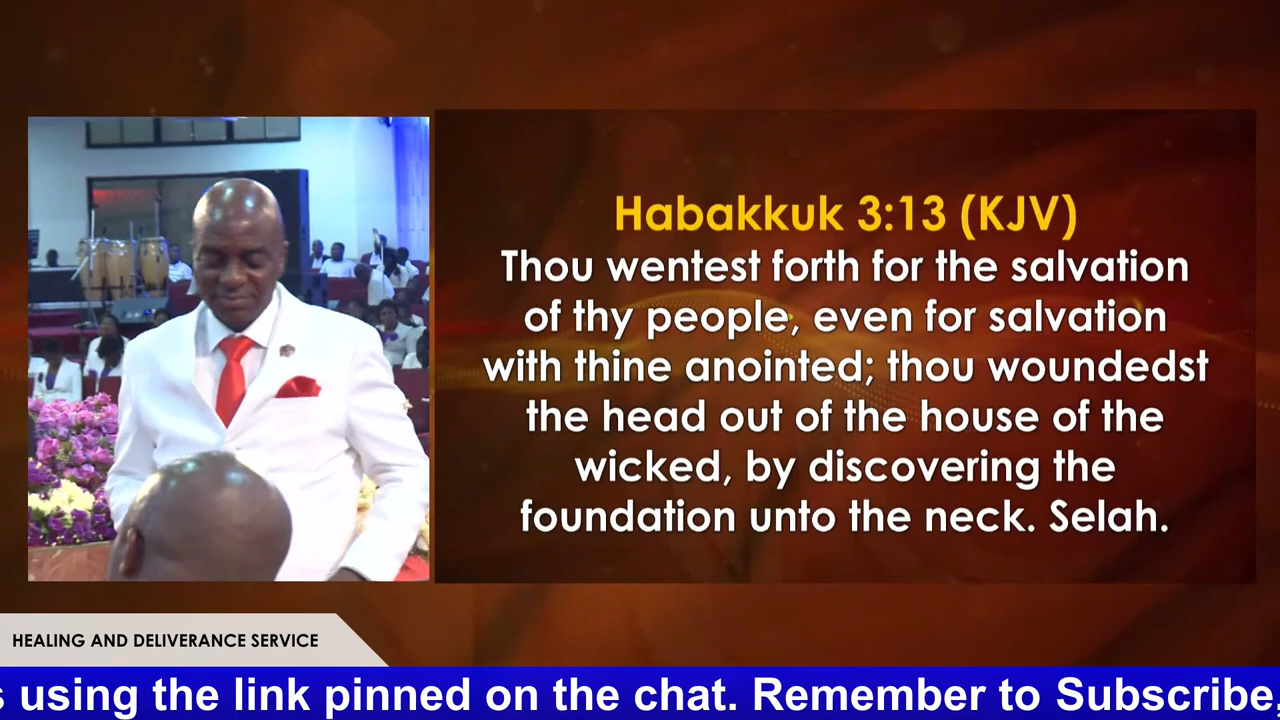 Habakkuk 3:13 (KJV)
Thou wentest forth for the salvation
of thy people, even for salvation
with thine anointed; thou woundedst
the head out of the house of the
wicked, by discovering the
foundation unto the neck. Selah.
HEALING AND DELIVERANCE SERVICE
s using the link pinned on the chat. Remember to Subscribe,